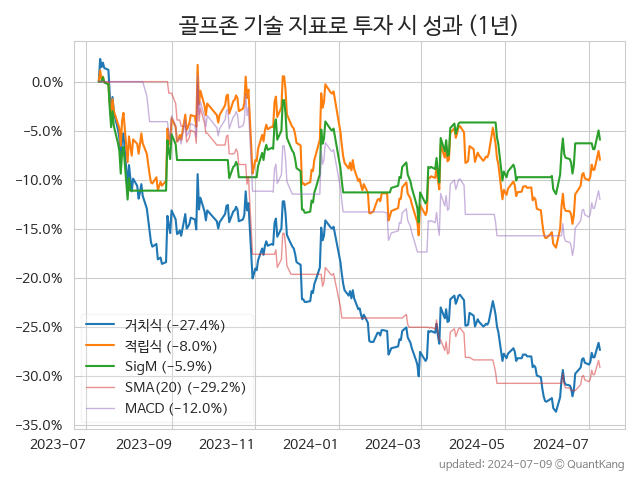 골프존 기술 지표로 투자 시 성과 (1년)
0.0%
−5.0%
−10.0%
−15.0%
−20.0%
−25.0%
−30.0%
−35.0%
거치식 (−27.4%)
적립식 (−8.0%)
SigM (−5.9%)
SMA(20) (−29.2%)
MACD (−12.0%)
2023-07 2023-09 2023-11 2024-01 2024-03 2024-05 2024-07
updated: 2024-07-09 © QuantKang